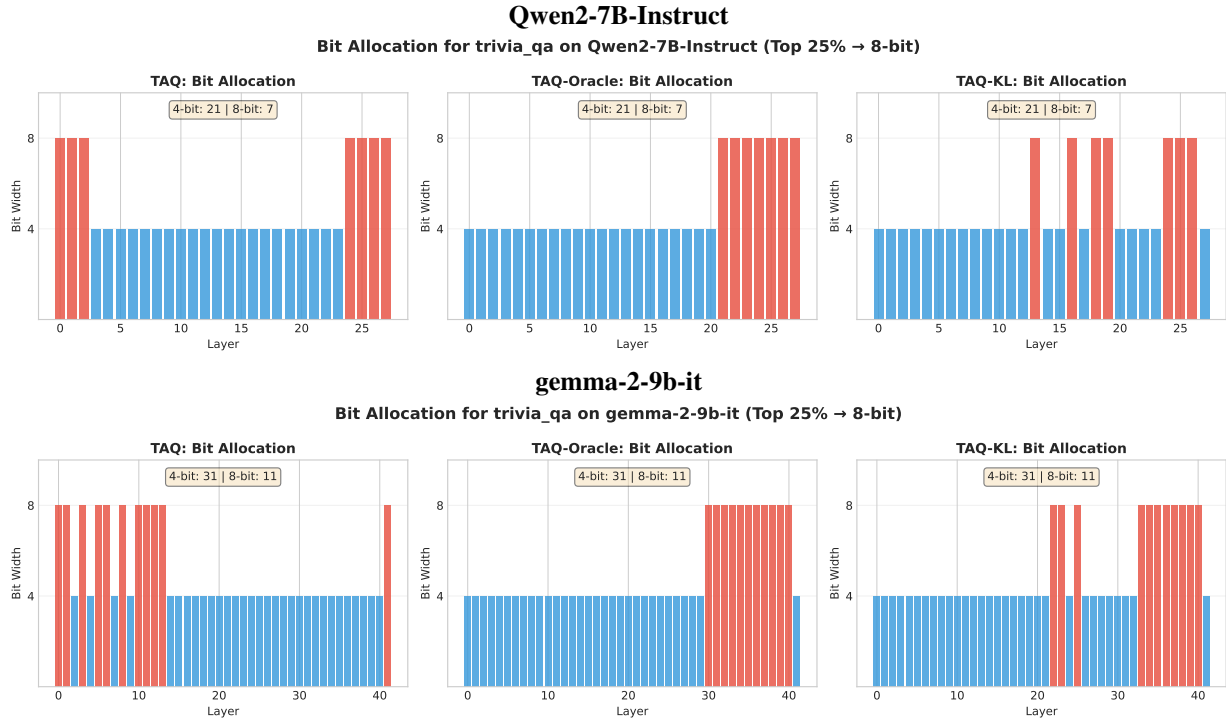 Qwen2-7B-Instruct
Bit Allocation for trivia_qa on Qwen2-7B-Instruct (Top 25% → 8-bit)
TAQ: Bit Allocation
4-bit: 21 | 8-bit: 7
8
4
Bit Width
0 5 10 15 20 25
Layer
TAQ-Oracle: Bit Allocation
4-bit: 21 | 8-bit: 7
8
4
Bit Width
0 5 10 15 20 25
Layer
TAQ-KL: Bit Allocation
4-bit: 21 | 8-bit: 7
8
4
Bit Width
0 5 10 15 20 25
Layer
gemma-2-9b-it
Bit Allocation for trivia_qa on gemma-2-9b-it (Top 25% → 8-bit)
TAQ: Bit Allocation
4-bit: 31 | 8-bit: 11
8
4
Bit Width
0 10 20 30 40
Layer
TAQ-Oracle: Bit Allocation
4-bit: 31 | 8-bit: 11
8
4
Bit Width
0 10 20 30 40
Layer
TAQ-KL: Bit Allocation
4-bit: 31 | 8-bit: 11
8
4
Bit Width
0 10 20 30 40
Layer